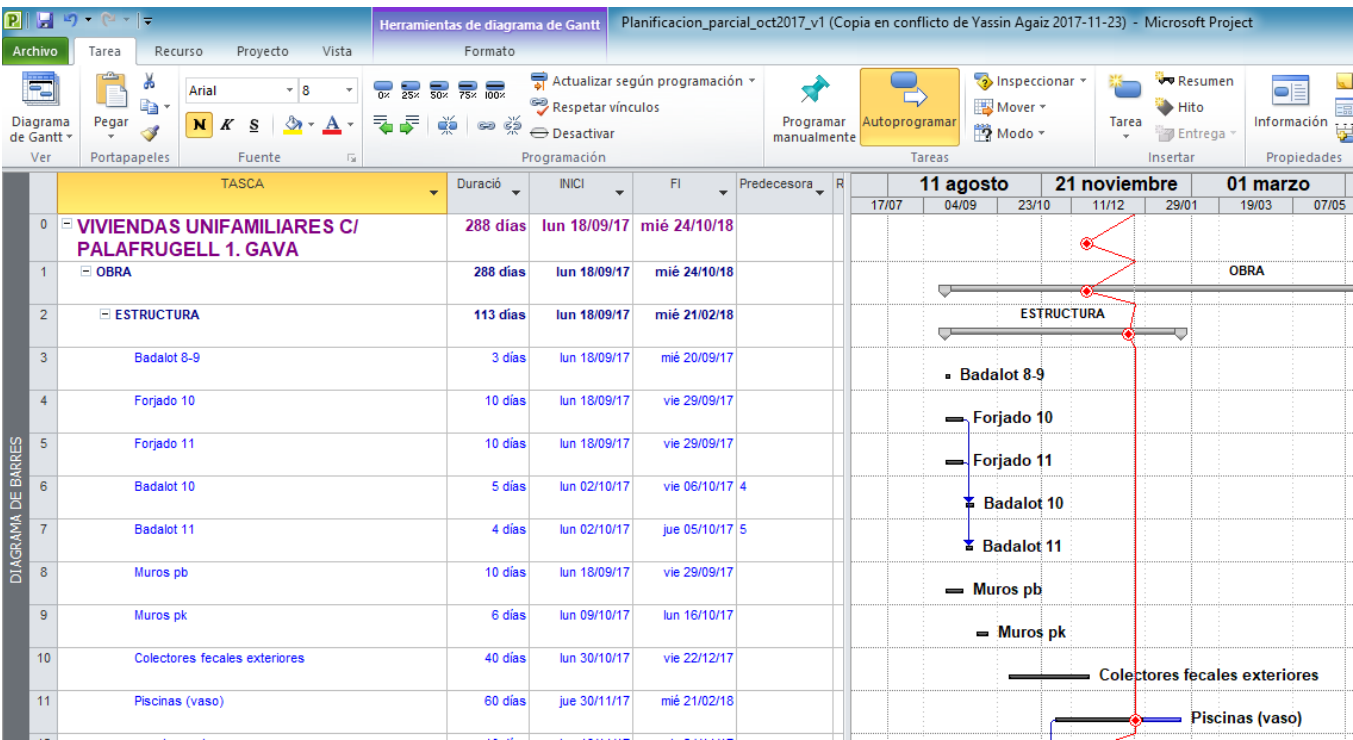 Herramientas de diagrama de Gantt
Planificacion_parcial_oct2017_v1 (Copia en conflicto de Yassin Agaiz 2017-11-23) - Microsoft Project
Archivo Tarea Recurso Proyecto Vista Formato
Diagrama de Gantt
Pegar
Arial 8
N K S A
0% 25% 50% 75% 100%
Actualizar según programación
Respetar vínculos
Desactivar
Programar manualmente
Autoprogramar
Inspeccionar
Mover
Modo
Tarea
Resumen
Hito
Entrega
Información
Ver Portapapeles Fuente Programación Tareas Insertar Propiedades
TASCA Duració INICI FI Predecesora R
11 agosto 21 noviembre 01 marzo
17/07 04/09 23/10 11/12 29/01 19/03 07/05
0 VIVIENDAS UNIFAMILIARES C/ 288 días lun 18/09/17 mié 24/10/18
PALAFRUGELL 1. GAVA
1 OBRA 288 días lun 18/09/17 mié 24/10/18 OBRA
2 ESTRUCTURA 113 días lun 18/09/17 mié 21/02/18 ESTRUCTURA
3 Badalot 8-9 3 días lun 18/09/17 mié 20/09/17 Badalot 8-9
4 Forjado 10 10 días lun 18/09/17 vie 29/09/17 Forjado 10
5 Forjado 11 10 días lun 18/09/17 vie 29/09/17 Forjado 11
6 Badalot 10 5 días lun 02/10/17 vie 06/10/17 4 Badalot 10
7 Badalot 11 4 días lun 02/10/17 jue 05/10/17 5 Badalot 11
8 Muros pb 10 días lun 18/09/17 vie 29/09/17 Muros pb
9 Muros pk 6 días lun 09/10/17 lun 16/10/17 Muros pk
10 Colectores fecales exteriores 40 días lun 30/10/17 vie 22/12/17 Colectores fecales exteriores
11 Piscinas (vaso) 60 días jue 30/11/17 mié 21/02/18 Piscinas (vaso)
DIAGRAMA DE BARRES